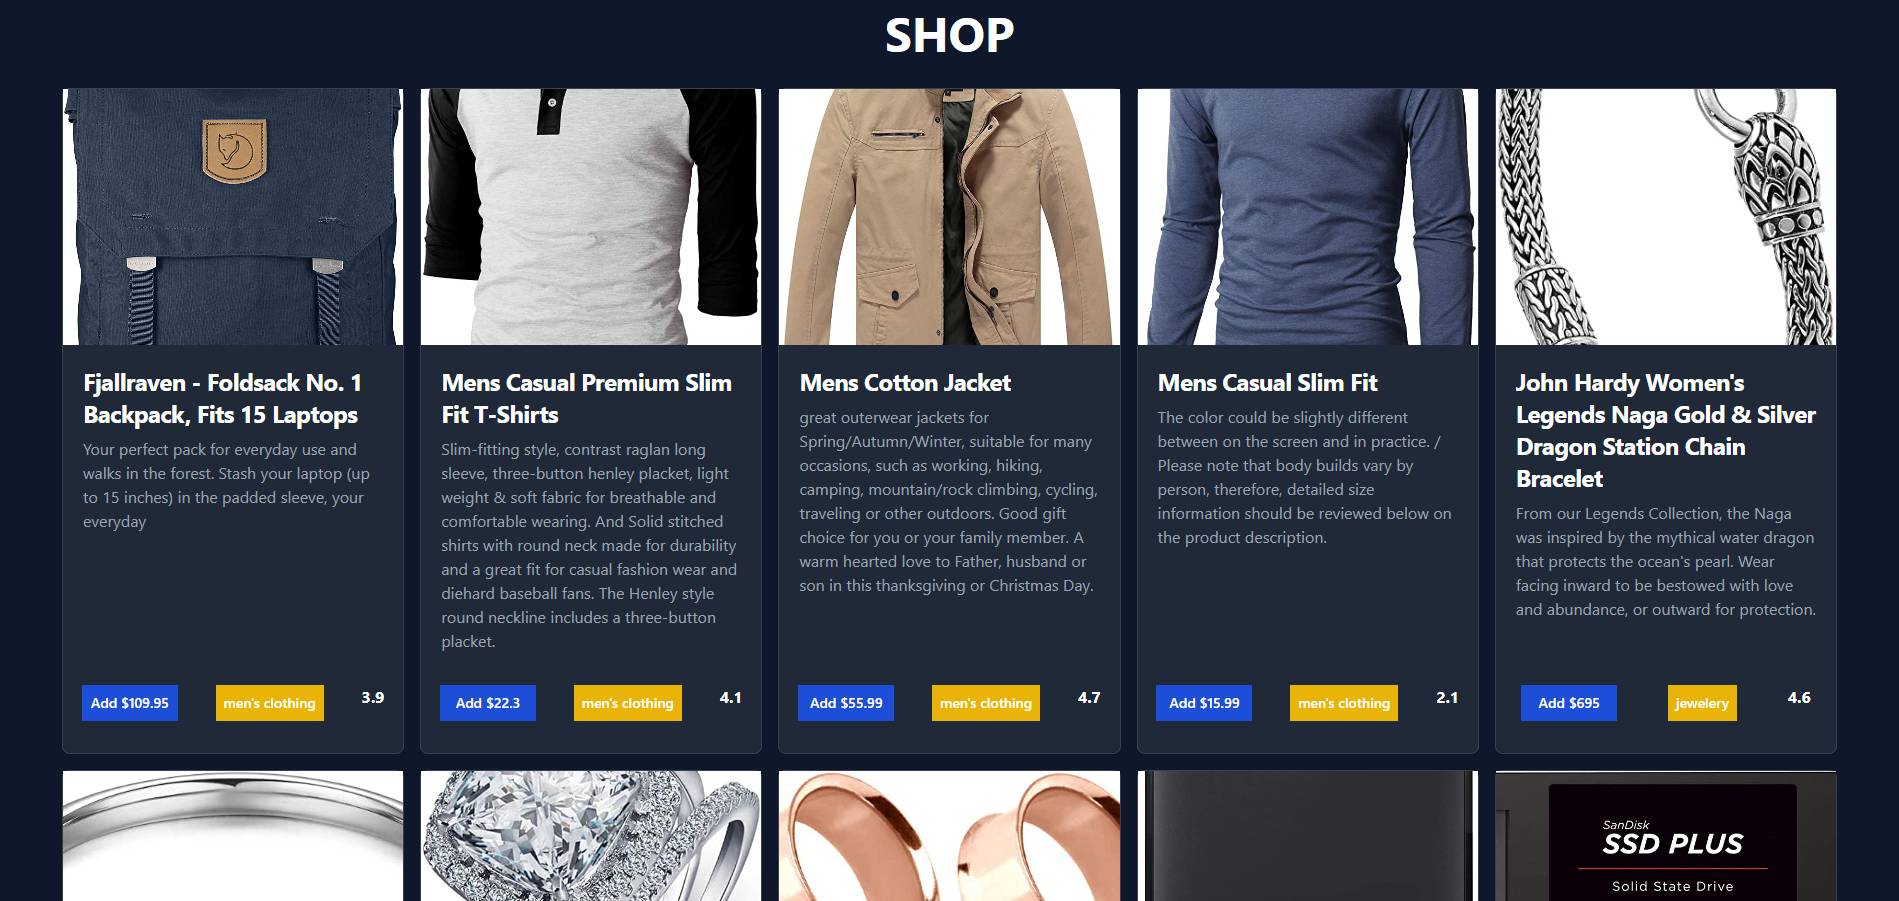 SHOP
Fjallraven - Foldsack No. 1
Backpack, Fits 15 Laptops
Your perfect pack for everyday use and
walks in the forest. Stash your laptop (up
to 15 inches) in the padded sleeve, your
everyday
Add $109.95
men's clothing
3.9
Mens Casual Premium Slim
Fit T-Shirts
Slim-fitting style, contrast raglan long
sleeve, three-button henley placket, light
weight & soft fabric for breathable and
comfortable wearing. And Solid stitched
shirts with round neck made for durability
and a great fit for casual fashion wear and
diehard baseball fans. The Henley style
round neckline includes a three-button
placket.
Add $22.3
men's clothing
4.1
Mens Cotton Jacket
great outerwear jackets for
Spring/Autumn/Winter, suitable for many
occasions, such as working, hiking,
camping, mountain/rock climbing, cycling,
traveling or other outdoors. Good gift
choice for you or your family member. A
warm hearted love to Father, husband or
son in this thanksgiving or Christmas Day.
Add $55.99
men's clothing
4.7
Mens Casual Slim Fit
The color could be slightly different
between on the screen and in practice. /
Please note that body builds vary by
person, therefore, detailed size
information should be reviewed below on
the product description.
Add $15.99
men's clothing
2.1
John Hardy Women's
Legends Naga Gold & Silver
Dragon Station Chain
Bracelet
From our Legends Collection, the Naga
was inspired by the mythical water dragon
that protects the ocean's pearl. Wear
facing inward to be bestowed with love
and abundance, or outward for protection.
Add $695
jewelery
4.6
SanDisk
SSD PLUS
Solid State Drive